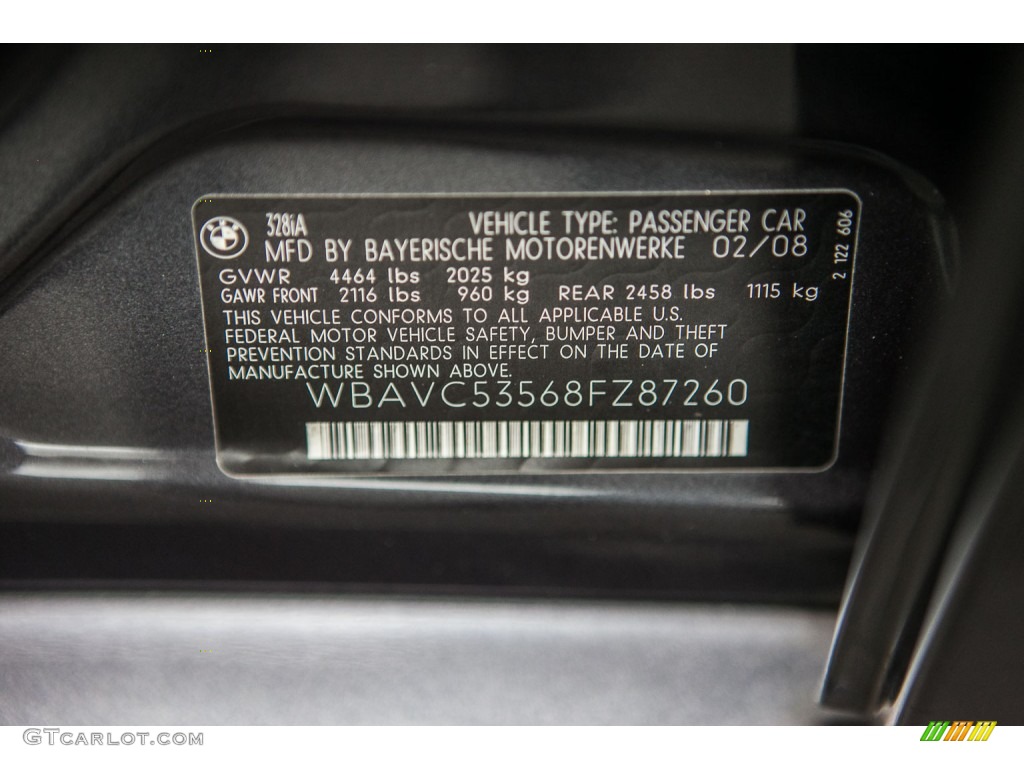 328iA VEHICLE TYPE: PASSENGER CAR
MFD BY BAYERISCHE MOTORENWERKE 02/08
GVWR 4464 lbs 2025 kg
GAWR FRONT 2116 lbs 960 kg REAR 2458 lbs 1115 kg
THIS VEHICLE CONFORMS TO ALL APPLICABLE U.S.
FEDERAL MOTOR VEHICLE SAFETY, BUMPER AND THEFT
PREVENTION STANDARDS IN EFFECT ON THE DATE OF
MANUFACTURE SHOWN ABOVE.
WBAVC53568FZ87260
2 122 606
GTCarlot.com